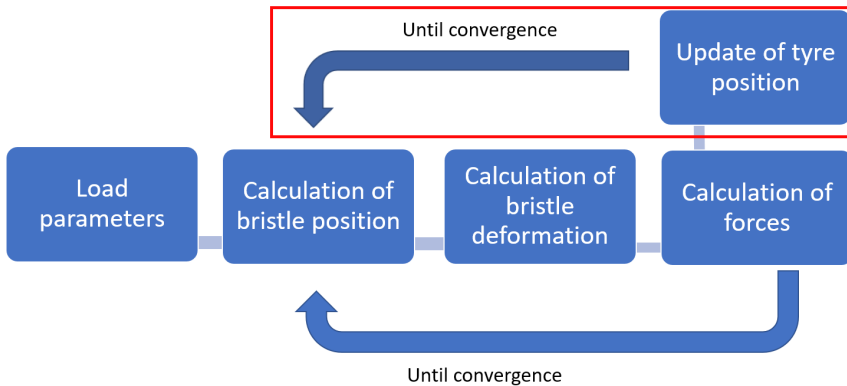 Until convergence
Update of tyre
position
Load
parameters
Calculation of
bristle position
Calculation of
bristle
deformation
Calculation of
forces
Until convergence